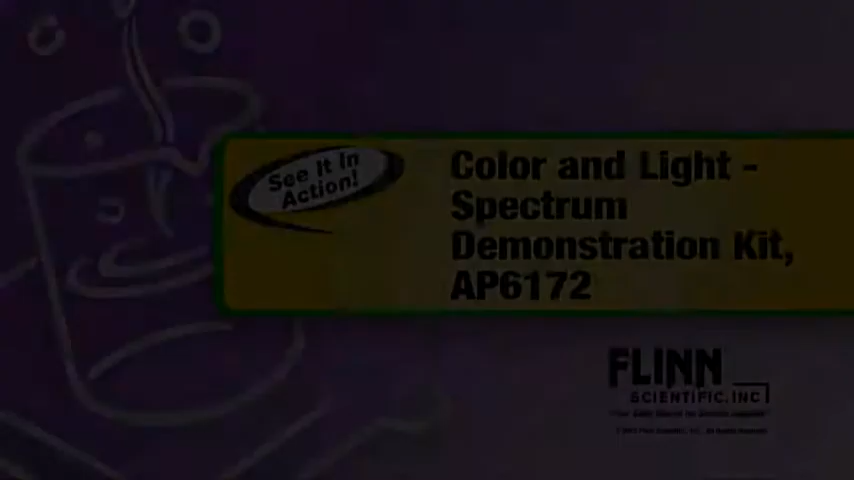 See It In
Action!
Color and Light -
Spectrum
Demonstration Kit,
AP6172
FLINN
SCIENTIFIC, INC